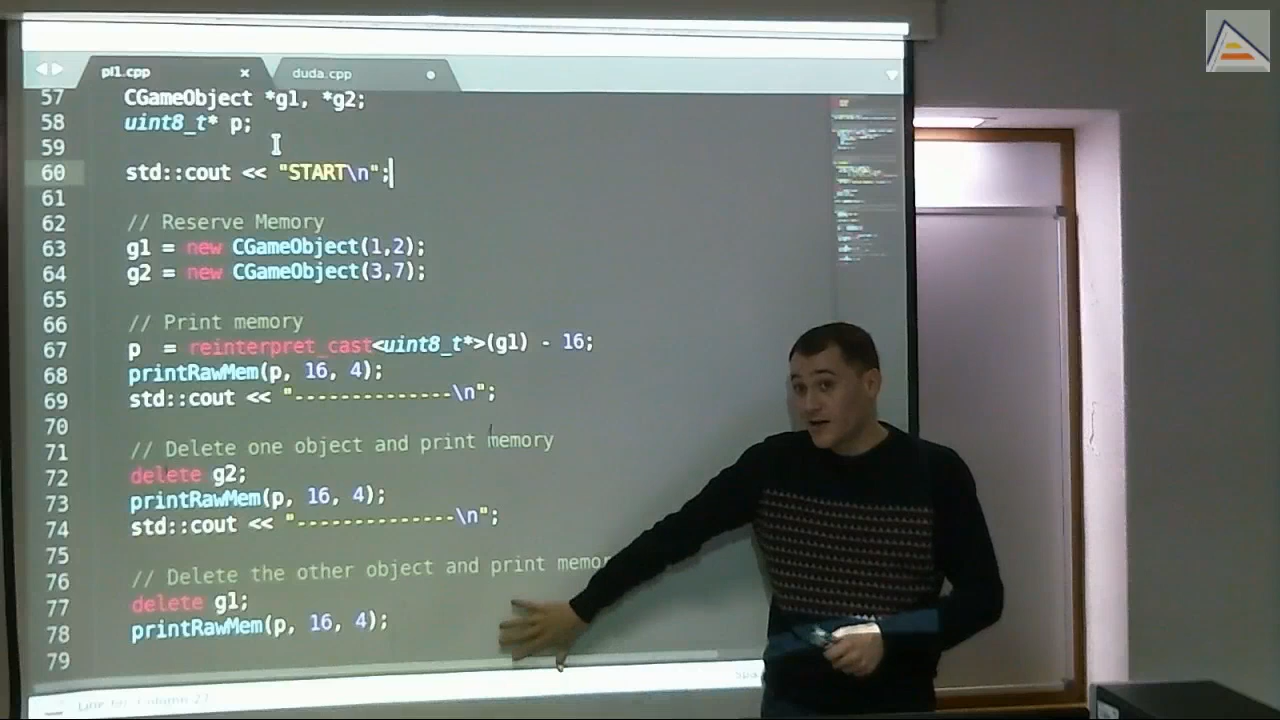 pl1.cpp × duda.cpp
57 CGameObject *g1, *g2;
58 uint8_t* p;
59
60 std::cout << "START\n";
61
62 // Reserve Memory
63 g1 = new CGameObject(1,2);
64 g2 = new CGameObject(3,7);
65
66 // Print memory
67 p = reinterpret_cast<uint8_t*>(g1) - 16;
68 printRawMem(p, 16, 4);
69 std::cout << "--------------\n";
70
71 // Delete one object and print memory
72 delete g2;
73 printRawMem(p, 16, 4);
74 std::cout << "--------------\n";
75
76 // Delete the other object and print memor
77 delete g1;
78 printRawMem(p, 16, 4);
79